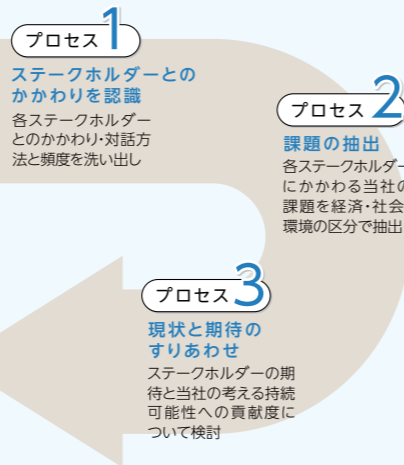 プロセス1
ステークホルダーとの
かかわりを認識
各ステークホルダー
とのかかわり・対話方
法と頻度を洗い出し
プロセス2
課題の抽出
各ステークホルダー
にかかわる当社の
課題を経済・社会
環境の区分で抽出
プロセス3
現状と期待の
すりあわせ
ステークホルダーの期
待と当社の考える持続
可能性への貢献度に
ついて検討